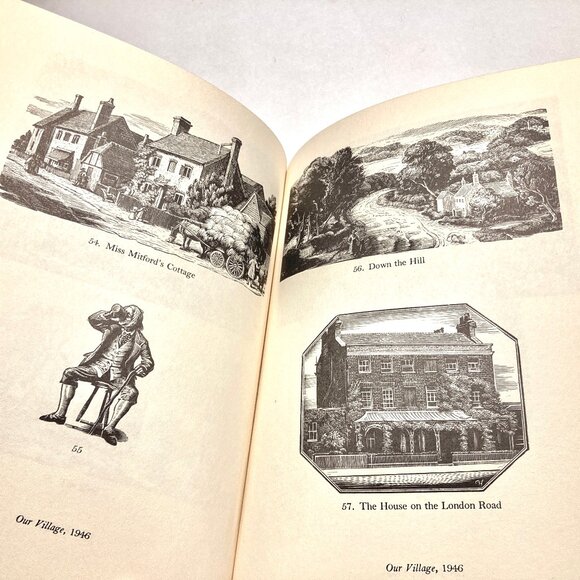 54. Miss Mitford's Cottage
55
Our Village, 1946
56. Down the Hill
57. The House on the London Road
Our Village, 1946